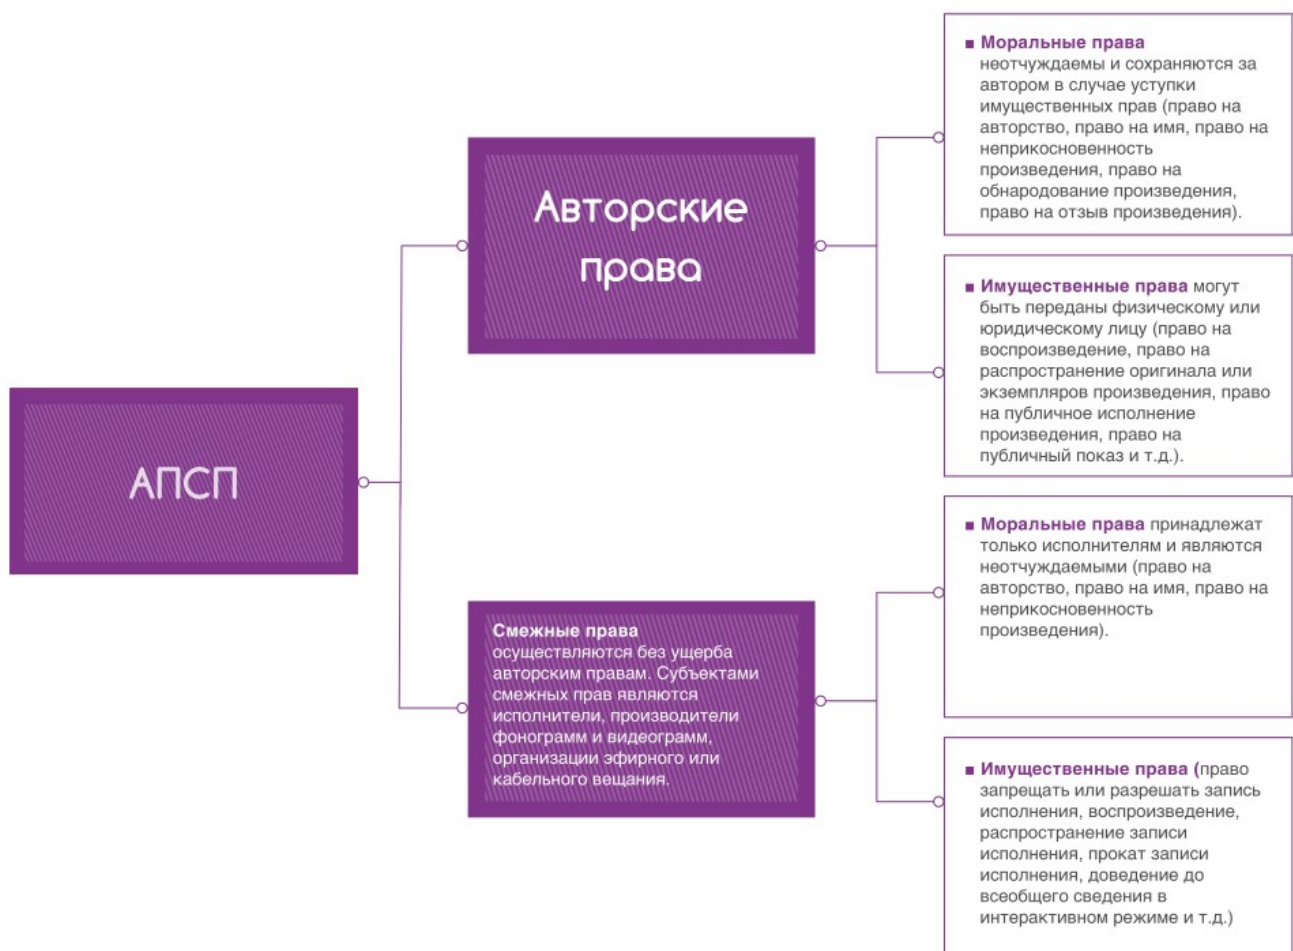 АПСП
Авторские
права
Смежные права
осуществляются без ущерба
авторским правам. Субъектами
смежных прав являются
исполнители, производители
фонограмм и видеограмм,
организации эфирного или
кабельного вещания.
■ Моральные права
неотчуждаемы и сохраняются за
автором в случае уступки
имущественных прав (право на
авторство, право на имя, право на
неприкосновенность
произведения, право на
обнародование произведения,
право на отзыв произведения).
■ Имущественные права могут
быть переданы физическому или
юридическому лицу (право на
воспроизведение, право на
распространение оригинала или
экземпляров произведения, право
на публичное исполнение
произведения, право на
публичный показ и т.д.).
■ Моральные права принадлежат
только исполнителям и являются
неотчуждаемыми (право на
авторство, право на имя, право на
неприкосновенность
произведения).
■ Имущественные права (право
запрещать или разрешать запись
исполнения, воспроизведение,
распространение записи
исполнения, прокат записи
исполнения, доведение до
всеобщего сведения в
интерактивном режиме и т.д.)